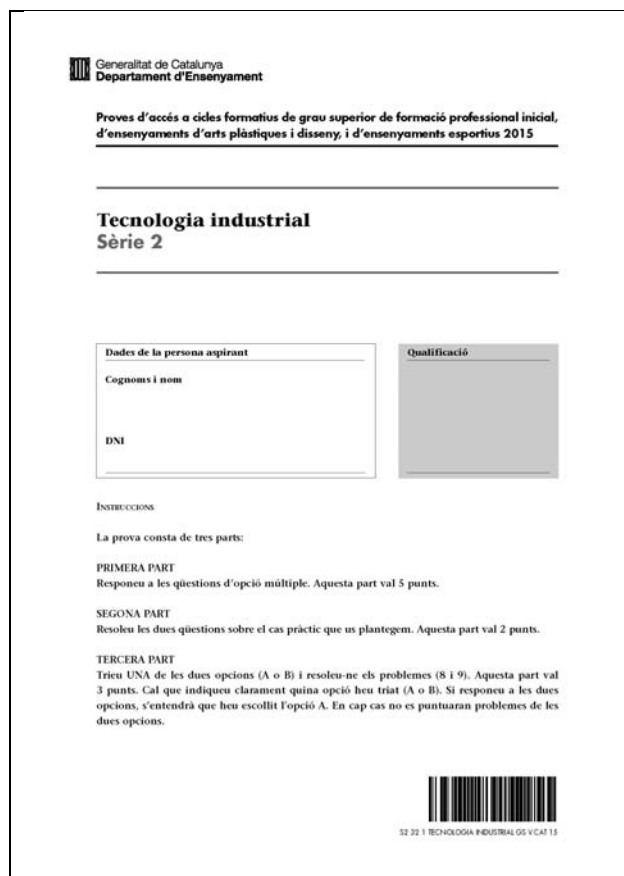 Generalitat de Catalunya
Departament d'Ensenyament
Proves d'accés a cicles formatius de grau superior de formació professional inicial,
d'ensenyaments d'arts plàstiques i disseny, i d'ensenyaments esportius 2015
Tecnologia industrial
Sèrie 2
Dades de la persona aspirant
Cognoms i nom
DNI
Qualificació
INSTRUCCIONS
La prova consta de tres parts:
PRIMERA PART
Responeu a les qüestions d'opció múltiple. Aquesta part val 5 punts.
SEGONA PART
Resoleu les dues qüestions sobre el cas pràctic que us plantegem. Aquesta part val 2 punts.
TERCERA PART
Trieu UNA de les dues opcions (A o B) i resoleu-ne els problemes (8 i 9). Aquesta part val
3 punts. Cal que indiqueu clarament quina opció heu triat (A o B). Si responeu a les dues
opcions, s'entendrà que heu escollit l'opció A. En cap cas no es puntuaran problemes de les
dues opcions.
S2 32 1 TECNOLOGIA INDUSTRIAL GS V.CAT 15